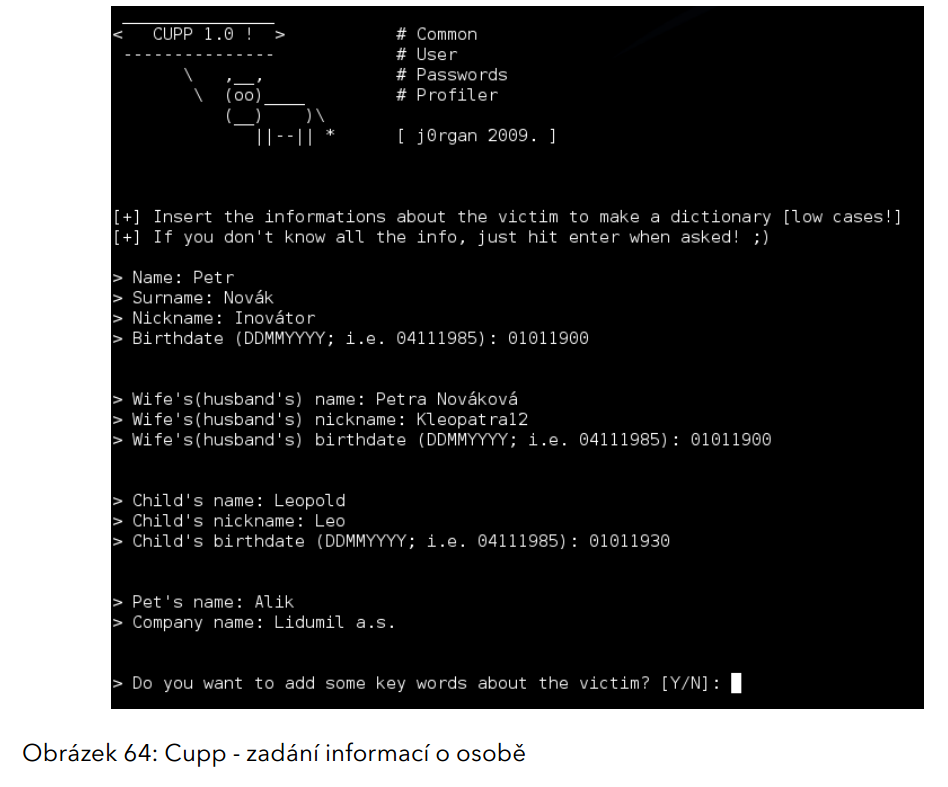 < CUPP 1.0 ! > # Common
# User
\ ,__, # Passwords
\ (oo)____ # Profiler
(__) )\
||--|| * [ j0rgan 2009. ]
[+] Insert the informations about the victim to make a dictionary [low cases!]
[+] If you don't know all the info, just hit enter when asked! ;)
> Name: Petr
> Surname: Novák
> Nickname: Inovátor
> Birthdate (DDMMYYYY; i.e. 04111985): 01011900
> Wife's(husband's) name: Petra Nováková
> Wife's(husband's) nickname: Kleopatra12
> Wife's(husband's) birthdate (DDMMYYYY; i.e. 04111985): 01011900
> Child's name: Leopold
> Child's nickname: Leo
> Child's birthdate (DDMMYYYY; i.e. 04111985): 01011930
> Pet's name: Alik
> Company name: Lidumil a.s.
> Do you want to add some key words about the victim? [Y/N]:
Obrázek 64: Cupp - zadání informací o osobě